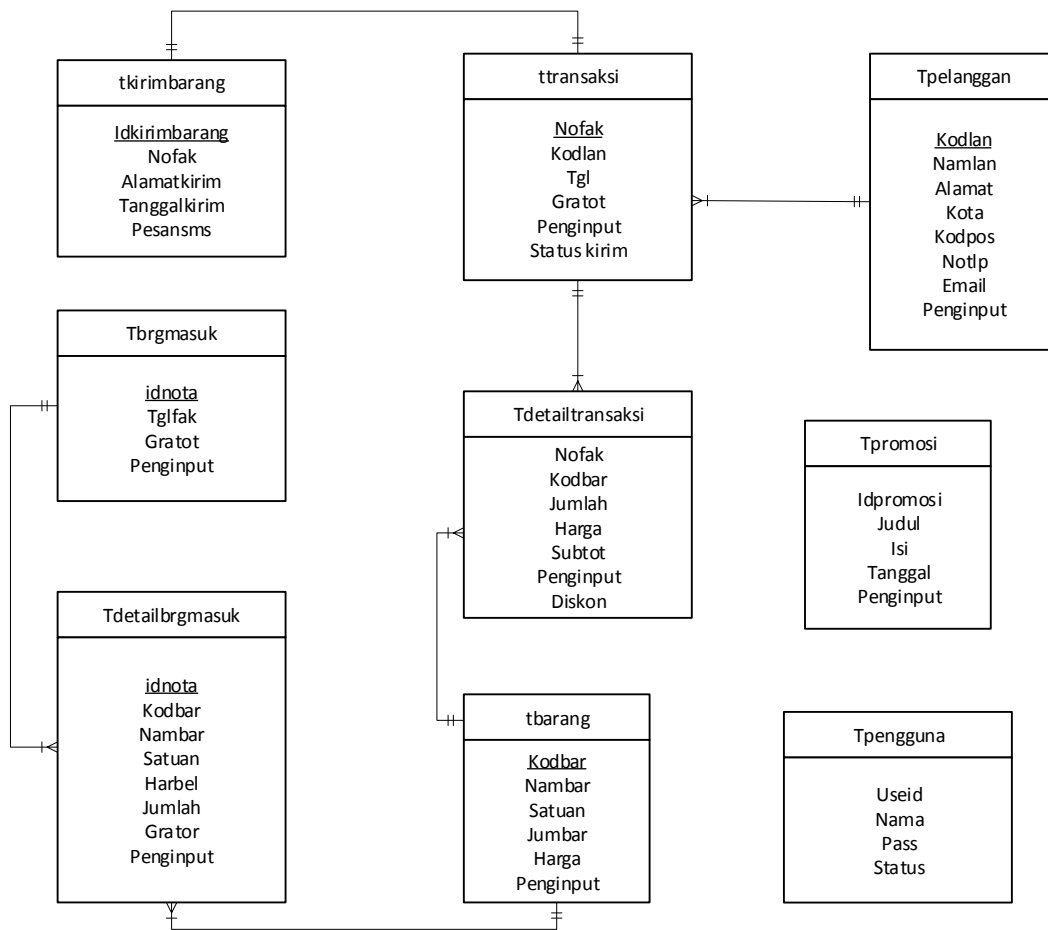 tkirimbarang
Idkirimbarang
Nofak
Alamatkirim
Tanggalkirim
Pesansms
ttransaksi
Nofak
Kodlan
Tgl
Gratot
Penginput
Status kirim
Tpelanggan
Kodlan
Namlan
Alamat
Kota
Kodpos
Notlp
Email
Penginput
Tbrgmasuk
idnota
Tglfak
Gratot
Penginput
Tdetailtransaksi
Nofak
Kodbar
Jumlah
Harga
Subtot
Penginput
Diskon
Tpromosi
Idpromosi
Judul
Isi
Tanggal
Penginput
Tdetailbrgmasuk
idnota
Kodbar
Nambar
Satuan
Harbel
Jumlah
Grator
Penginput
tbarang
Kodbar
Nambar
Satuan
Jumbar
Harga
Penginput
Tpengguna
Useid
Nama
Pass
Status